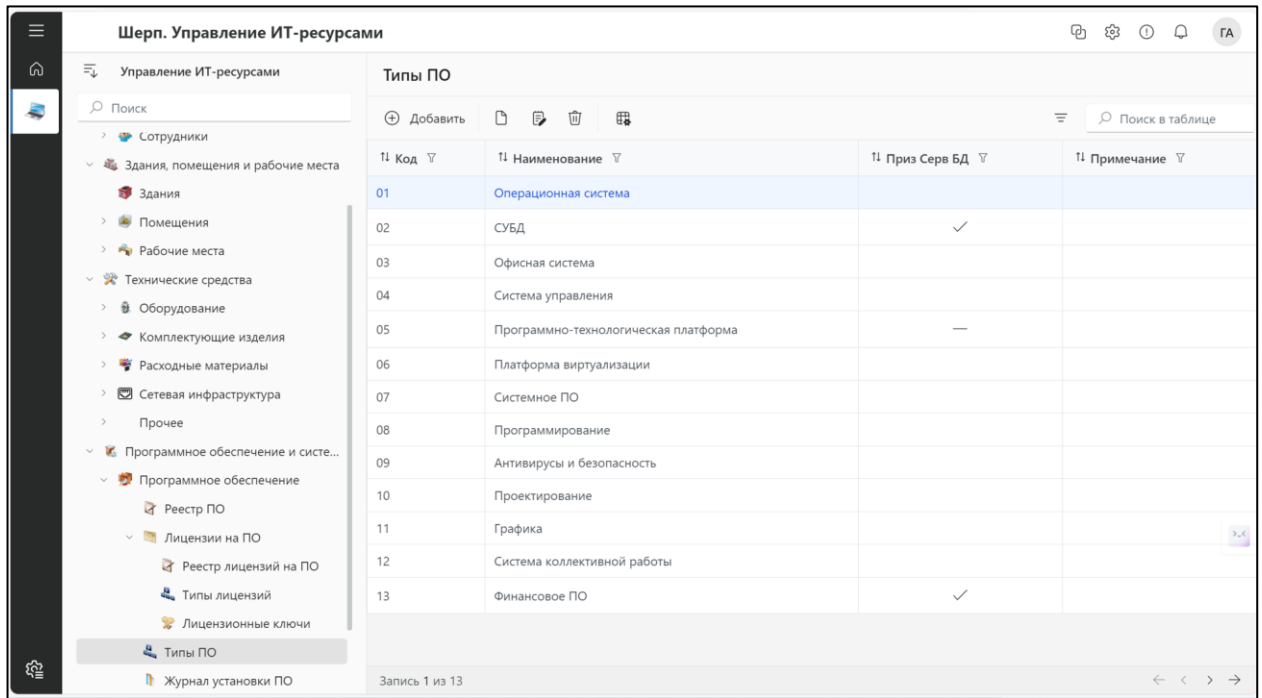 Шерп. Управление ИТ-ресурсами
ГА
Управление ИТ-ресурсами
Поиск
Сотрудники
Здания, помещения и рабочие места
Здания
Помещения
Рабочие места
Технические средства
Оборудование
Комплектующие изделия
Расходные материалы
Сетевая инфраструктура
Прочее
Программное обеспечение и систе...
Программное обеспечение
Реестр ПО
Лицензии на ПО
Реестр лицензий на ПО
Типы лицензий
Лицензионные ключи
Типы ПО
Журнал установки ПО
Типы ПО
Добавить
Поиск в таблице
Код Наименование Приз Серв БД Примечание
01 Операционная система
02 СУБД
03 Офисная система
04 Система управления
05 Программно-технологическая платформа —
06 Платформа виртуализации
07 Системное ПО
08 Программирование
09 Антивирусы и безопасность
10 Проектирование
11 Графика
12 Система коллективной работы
13 Финансовое ПО
Запись 1 из 13